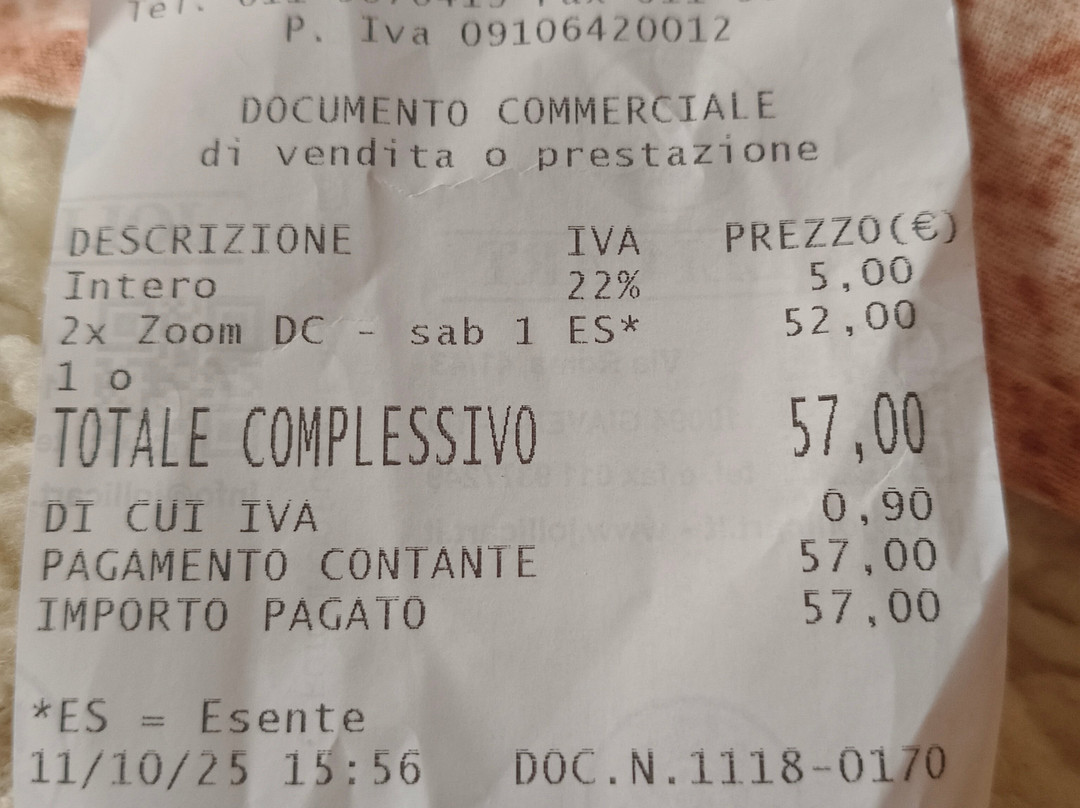 P. Iva 09106420012
DOCUMENTO COMMERCIALE
di vendita o prestazione
DESCRIZIONE IVA PREZZO(€)
Intero 22% 5,00
2x Zoom DC - sab 1 ES* 52,00
1 o
TOTALE COMPLESSIVO 57,00
DI CUI IVA 0,90
PAGAMENTO CONTANTE 57,00
IMPORTO PAGATO 57,00
*ES = Esente
11/10/25 15:56 DOC.N.1118-0170